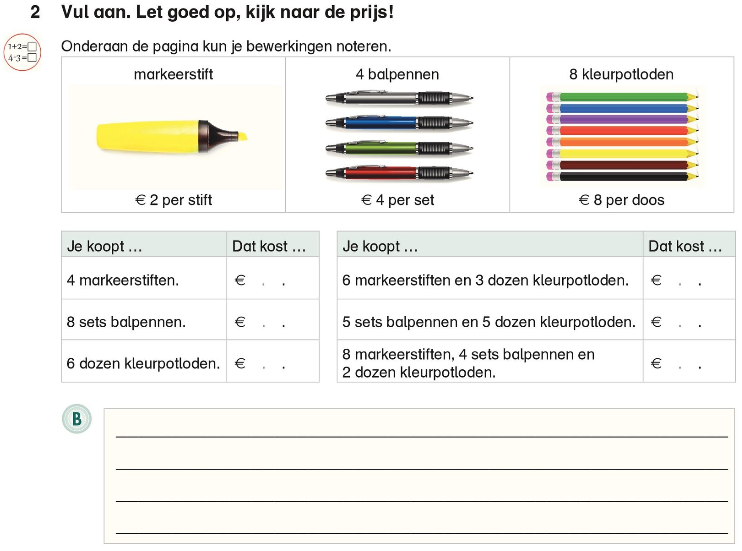 2 Vul aan. Let goed op, kijk naar de prijs!
1+2=
4-3=
Onderaan de pagina kun je bewerkingen noteren.
markeerstift
4 balpennen
8 kleurpotloden
€ 2 per stift
€ 4 per set
€ 8 per doos
Je koopt ... Dat kost ...
4 markeerstiften. € . .
8 sets balpennen. € . .
6 dozen kleurpotloden. € . .
Je koopt ... Dat kost ...
6 markeerstiften en 3 dozen kleurpotloden. € . .
5 sets balpennen en 5 dozen kleurpotloden. € . .
8 markeerstiften, 4 sets balpennen en
2 dozen kleurpotloden. € . .
B